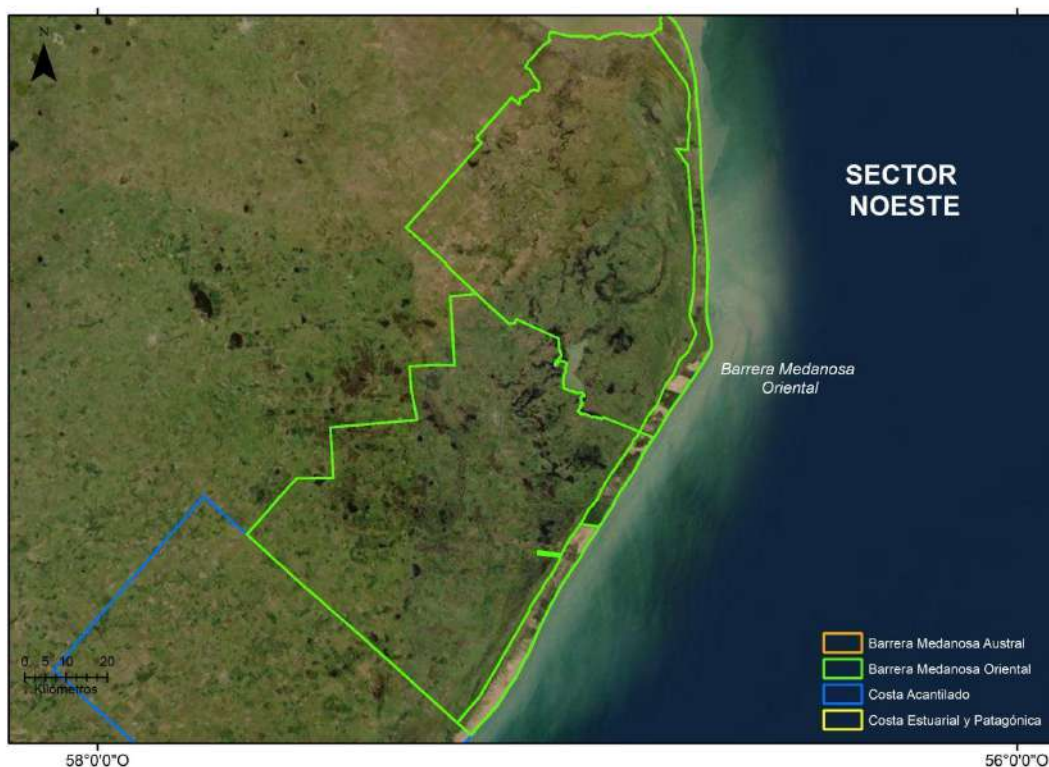 N
SECTOR
NOESTE
Barrera Medanosa
Oriental
0 5 10 20
Kilómetros
Barrera Medanosa Austral
Barrera Medanosa Oriental
Costa Acantilado
Costa Estuarial y Patagónica
58°0'0"O
56°0'0"O